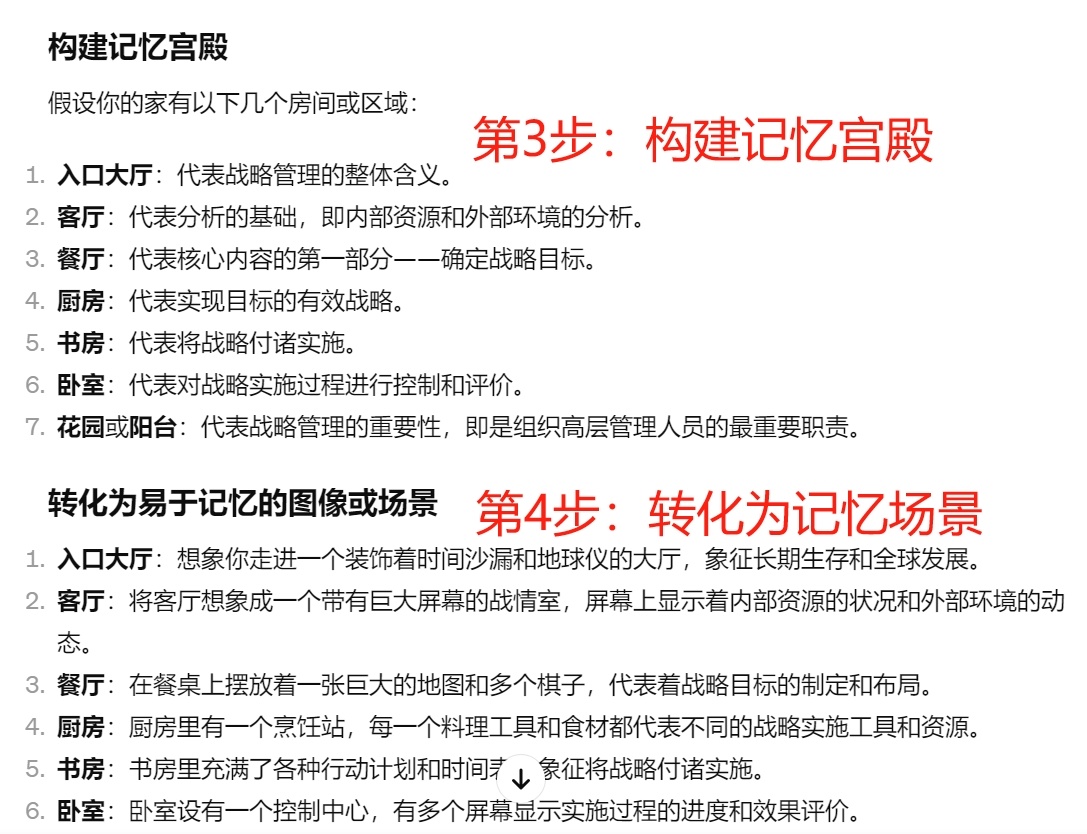 构建记忆宫殿
假设你的家有以下几个房间或区域：
第3步：构建记忆宫殿
1. 入口大厅：代表战略管理的整体含义。
2. 客厅：代表分析的基础，即内部资源和外部环境的分析。
3. 餐厅：代表核心内容的第一部分——确定战略目标。
4. 厨房：代表实现目标的有效战略。
5. 书房：代表将战略付诸实施。
6. 卧室：代表对战略实施过程进行控制和评价。
7. 花园或阳台：代表战略管理的重要性，即是组织高层管理人员的最重要职责。
转化为易于记忆的图像或场景
第4步：转化为记忆场景
1. 入口大厅：想象你走进一个装饰着时间沙漏和地球仪的大厅，象征长期生存和全球发展。
2. 客厅：将客厅想象成一个带有巨大屏幕的战情室，屏幕上显示着内部资源的状况和外部环境的动
态。
3. 餐厅：在餐桌上摆放着一张巨大的地图和多个棋子，代表着战略目标的制定和布局。
4. 厨房：厨房里有一个烹饪站，每一个料理工具和食材都代表不同的战略实施工具和资源。
5. 书房：书房里充满了各种行动计划和时间表 象征将战略付诸实施。
6. 卧室：卧室设有一个控制中心，有多个屏幕显示实施过程的进度和效果评价。